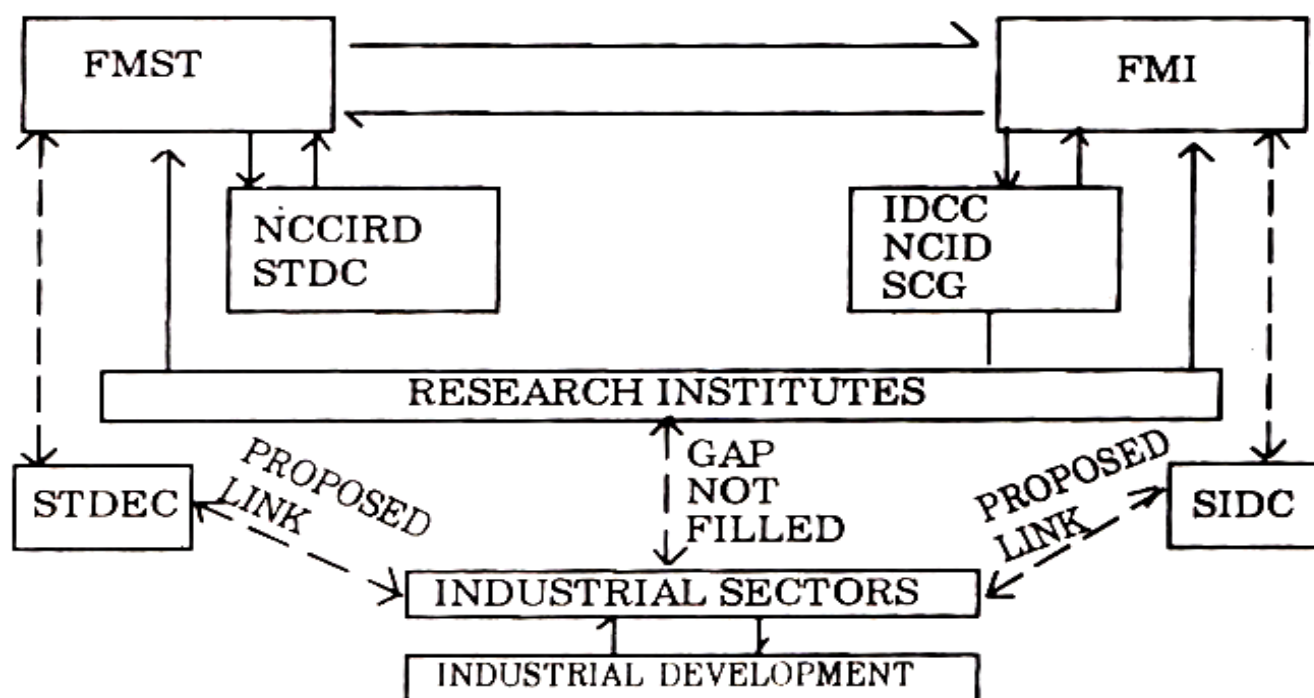 FMST
FMI
NCCIRD
STDC
IDCC
NCID
SCG
RESEARCH INSTITUTES
PROPOSED
LINK
GAP
NOT
FILLED
PROPOSED
LINK
STDEC
SIDC
INDUSTRIAL SECTORS
INDUSTRIAL DEVELOPMENT